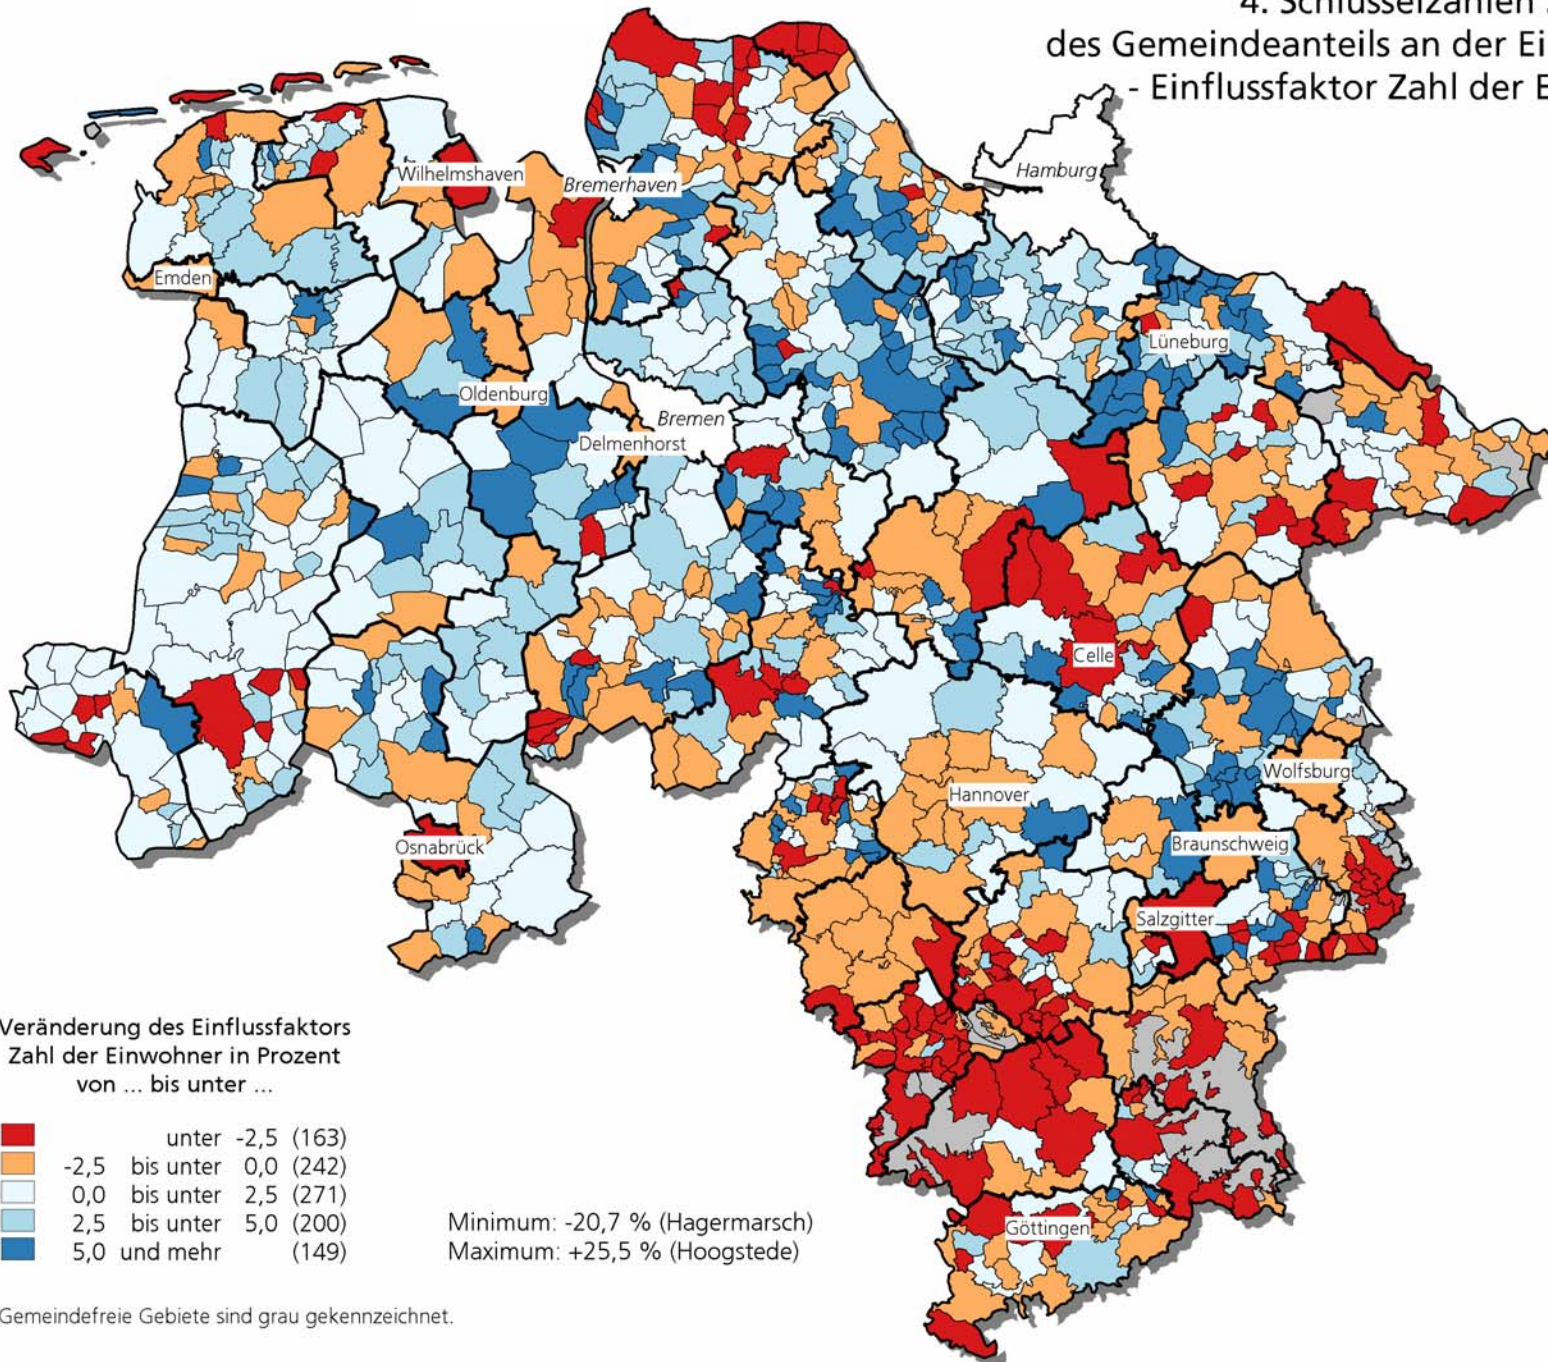 4. Schlüsselzahlen
des Gemeindeanteils an der
- Einflussfaktor Zahl der
Hamburg
Wilhelmshaven
Bremerhaven
Emden
Lüneburg
Oldenburg
Bremen
Delmenhorst
Celle
Wolfsburg
Hannover
Osnabrück
Braunschweig
Salzgitter
Göttingen
Veränderung des Einflussfaktors
Zahl der Einwohner in Prozent
von ... bis unter ...
unter -2,5 (163)
-2,5 bis unter 0,0 (242)
0,0 bis unter 2,5 (271)
2,5 bis unter 5,0 (200)
5,0 und mehr (149)
Minimum: -20,7 % (Hagermarsch)
Maximum: +25,5 % (Hoogstede)
Gemeindefreie Gebiete sind grau gekennzeichnet.